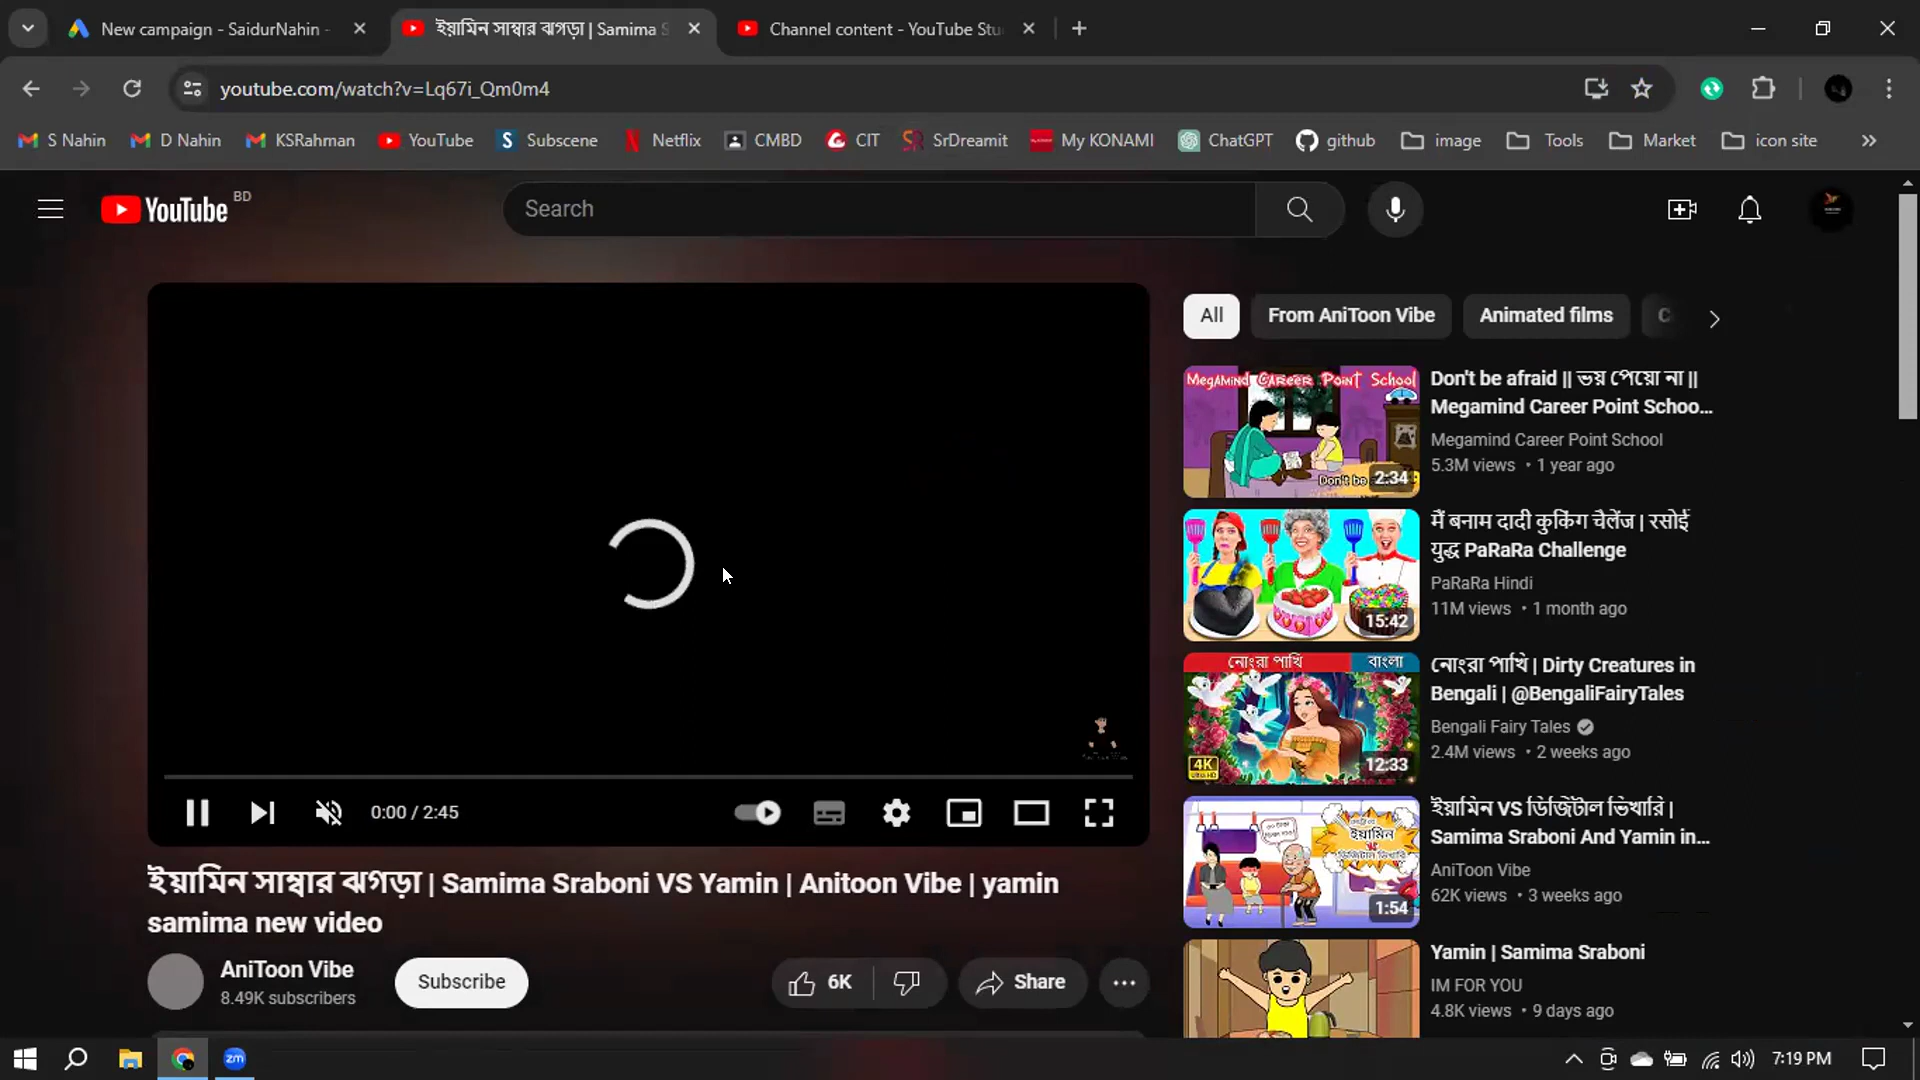 New campaign - SaidurNahin -
ইয়ামিন সাম্বার ঝগড়া | Samima S
Channel content - YouTube Stu
youtube.com/watch?v=Lq67i_Qm0m4
S Nahin
D Nahin
KSRahman
YouTube
Subscene
Netflix
CMBD
CIT
SrDreamit
My KONAMI
ChatGPT
github
image
Tools
Market
icon site
YouTube BD
Search
All
From AniToon Vibe
Animated films
C
MEGAMIND CAREER POINT SCHOOL
Don't be
2:34
Don't be afraid || ভয় পেয়ো না ||
Megamind Career Point Schoo...
Megamind Career Point School
5.3M views • 1 year ago
15:42
मैं बनाम दादी कुकिंग चैलेंज | रसोई
युद्ध PaRaRa Challenge
PaRaRa Hindi
11M views • 1 month ago
নোংরা পাখি
বাংলা
4K
ULTRA HD
12:33
নোংরা পাখি | Dirty Creatures in
Bengali | @BengaliFairyTales
Bengali Fairy Tales
2.4M views • 2 weeks ago
ইয়ামিন
VS
ডিজিটাল ভিখারি
1:54
ইয়ামিন VS ডিজিটাল ভিখারি |
Samima Sraboni And Yamin in...
AniToon Vibe
62K views • 3 weeks ago
Yamin | Samima Sraboni
IM FOR YOU
4.8K views • 9 days ago
0:00 / 2:45
ইয়ামিন সাম্বার ঝগড়া | Samima Sraboni VS Yamin | Anitoon Vibe | yamin
samima new video
AniToon Vibe
8.49K subscribers
Subscribe
6K
Share
zm
7:19 PM